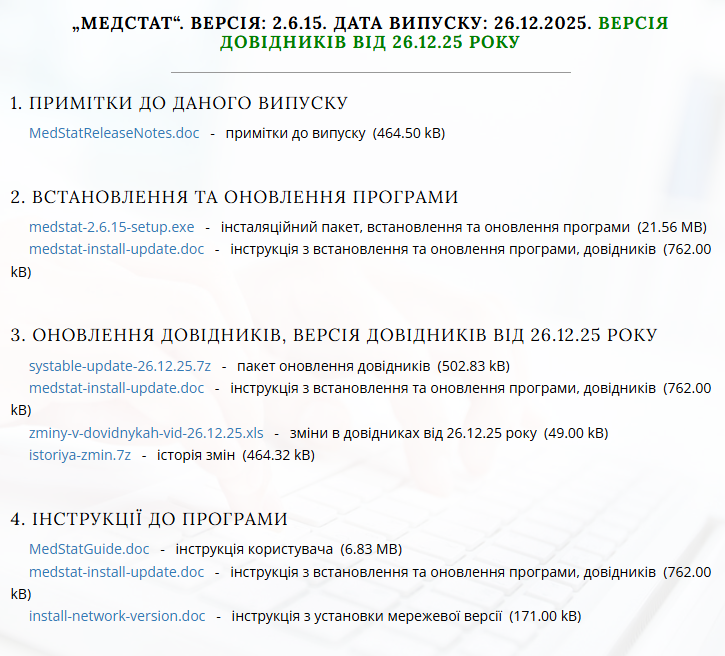 „МЕДСТАТ“. ВЕРСІЯ: 2.6.15. ДАТА ВИПУСКУ: 26.12.2025. ВЕРСІЯ
ДОВІДНИКІВ ВІД 26.12.25 РОКУ
1. ПРИМІТКИ ДО ДАНОГО ВИПУСКУ
MedStatReleaseNotes.doc - примітки до випуску (464.50 kB)
2. ВСТАНОВЛЕННЯ ТА ОНОВЛЕННЯ ПРОГРАМИ
medstat-2.6.15-setup.exe - інсталяційний пакет, встановлення та оновлення програми (21.56 MB)
medstat-install-update.doc - інструкція з встановлення та оновлення програми, довідників (762.00
kB)
3. ОНОВЛЕННЯ ДОВІДНИКІВ, ВЕРСІЯ ДОВІДНИКІВ ВІД 26.12.25 РОКУ
systable-update-26.12.25.7z - пакет оновлення довідників (502.83 kB)
medstat-install-update.doc - інструкція з встановлення та оновлення програми, довідників (762.00
kB)
zminy-v-dovidnykah-vid-26.12.25.xls - зміни в довідниках від 26.12.25 року (49.00 kB)
istoriya-zmin.7z - історія змін (464.32 kB)
4. ІНСТРУКЦІЇ ДО ПРОГРАМИ
MedStatGuide.doc - інструкція користувача (6.83 MB)
medstat-install-update.doc - інструкція з встановлення та оновлення програми, довідників (762.00
kB)
install-network-version.doc - інструкція з установки мережевої версії (171.00 kB)